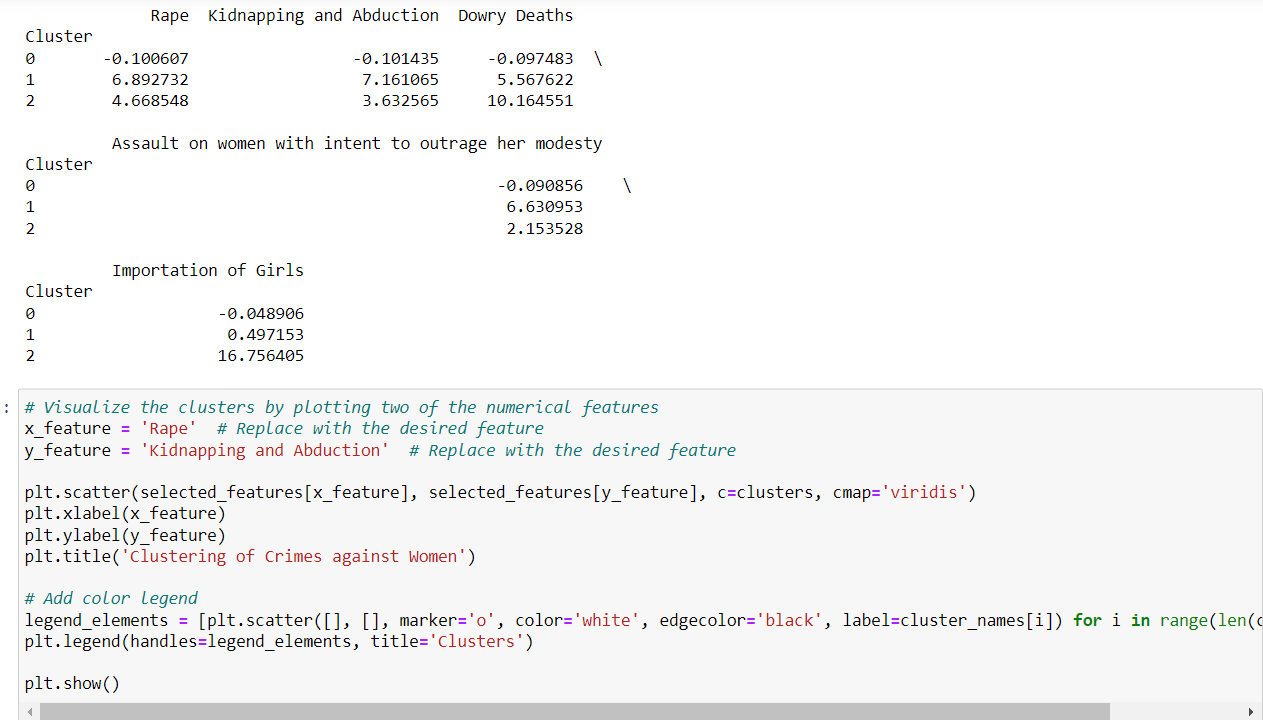 Rape  Kidnapping and Abduction  Dowry Deaths
Cluster
0       -0.100607                 -0.101435     -0.097483  \
1        6.892732                  7.161065      5.567622
2        4.668548                  3.632565     10.164551
Assault on women with intent to outrage her modesty
Cluster
0                                                -0.090856    \
1                                                 6.630953
2                                                 2.153528
Importation of Girls
Cluster
0                   -0.048906
1                    0.497153
2                   16.756405
:
# Visualize the clusters by plotting two of the numerical features
x_feature = 'Rape'  # Replace with the desired feature
y_feature = 'Kidnapping and Abduction'  # Replace with the desired feature
plt.scatter(selected_features[x_feature], selected_features[y_feature], c=clusters, cmap='viridis')
plt.xlabel(x_feature)
plt.ylabel(y_feature)
plt.title('Clustering of Crimes against Women')
# Add color legend
legend_elements = [plt.scatter([], [], marker='o', color='white', edgecolor='black', label=cluster_names[i]) for i in range(len(
plt.legend(handles=legend_elements, title='Clusters')
plt.show()